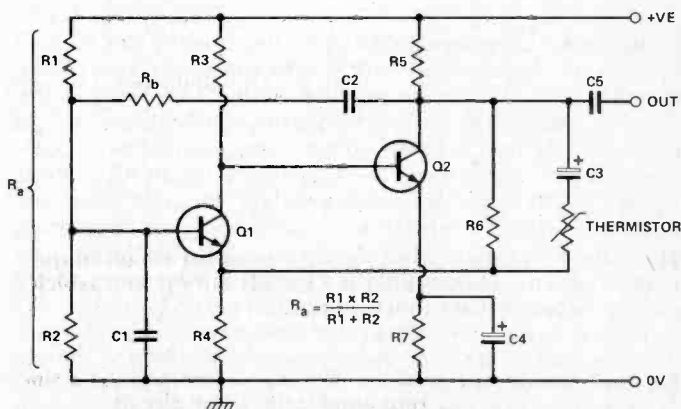 +VE
R1
R3
R5
Rb
C2
C5
OUT
Q2
C3
Ra
Q1
R6
THERMISTOR
Ra = R1 x R2
R1 + R2
R2
C1
R4
R7
C4
0V